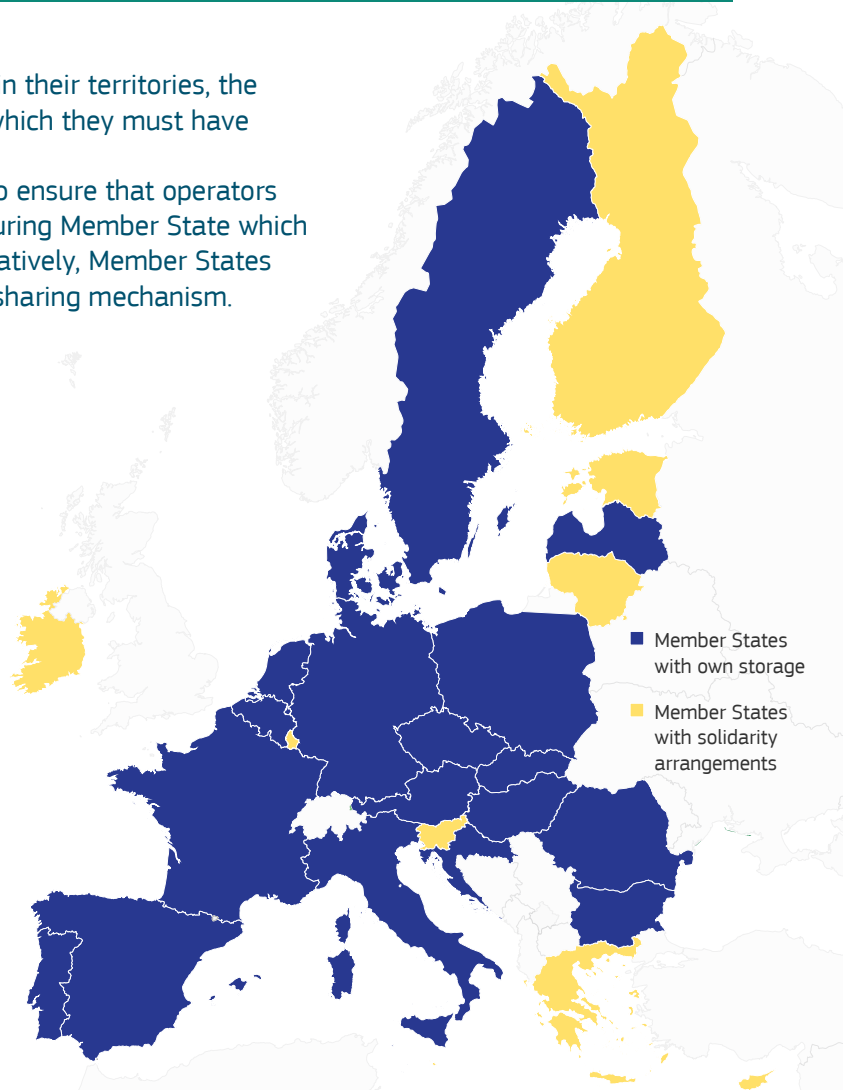 in their territories, the
which they must have
o ensure that operators
uring Member State which
atively, Member States
sharing mechanism.
Member States
with own storage
Member States
with solidarity
arrangements